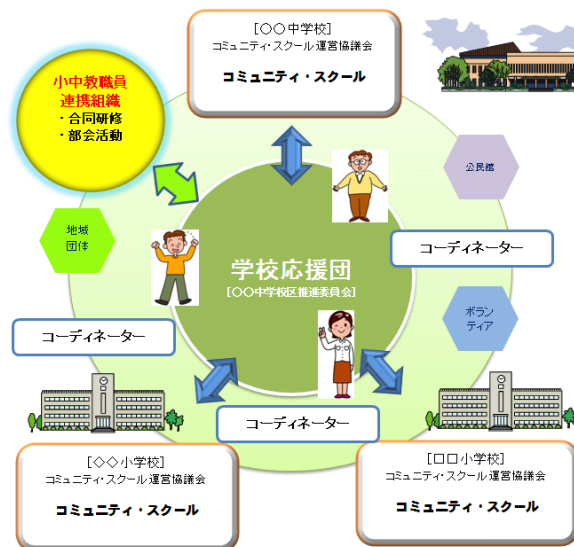 [〇〇中学校]
コミュニティ・スクール運営協議会
コミュニティ・スクール
小中教職員
連携組織
・合同研修
・部会活動
公民館
地域
団体
コーディネーター
学校応援団
[〇〇中学校区推進委員会]
ボラン
ティア
コーディネーター
コーディネーター
[◇◇小学校]
コミュニティ・スクール運営協議会
コミュニティ・スクール
[□□小学校]
コミュニティ・スクール運営協議会
コミュニティ・スクール